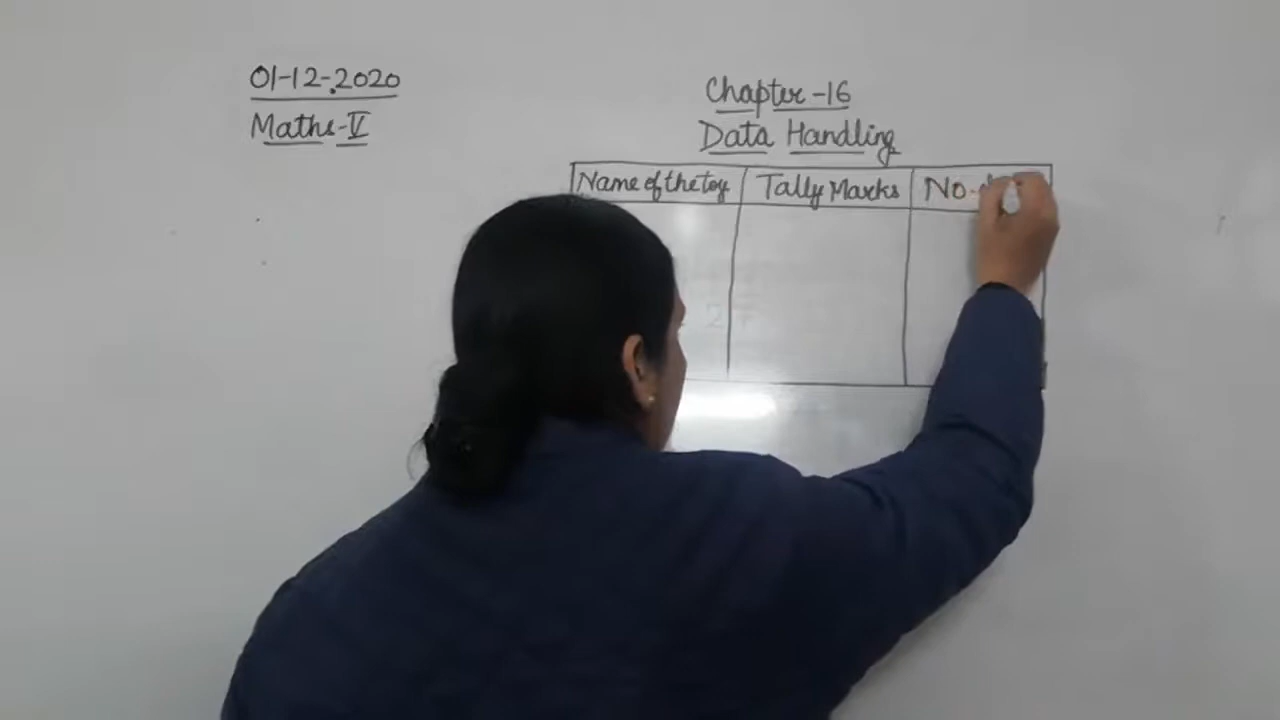 01-12-2020
Maths-V
Chapter-16
Data Handling
Name of the toy Tally Marks No.